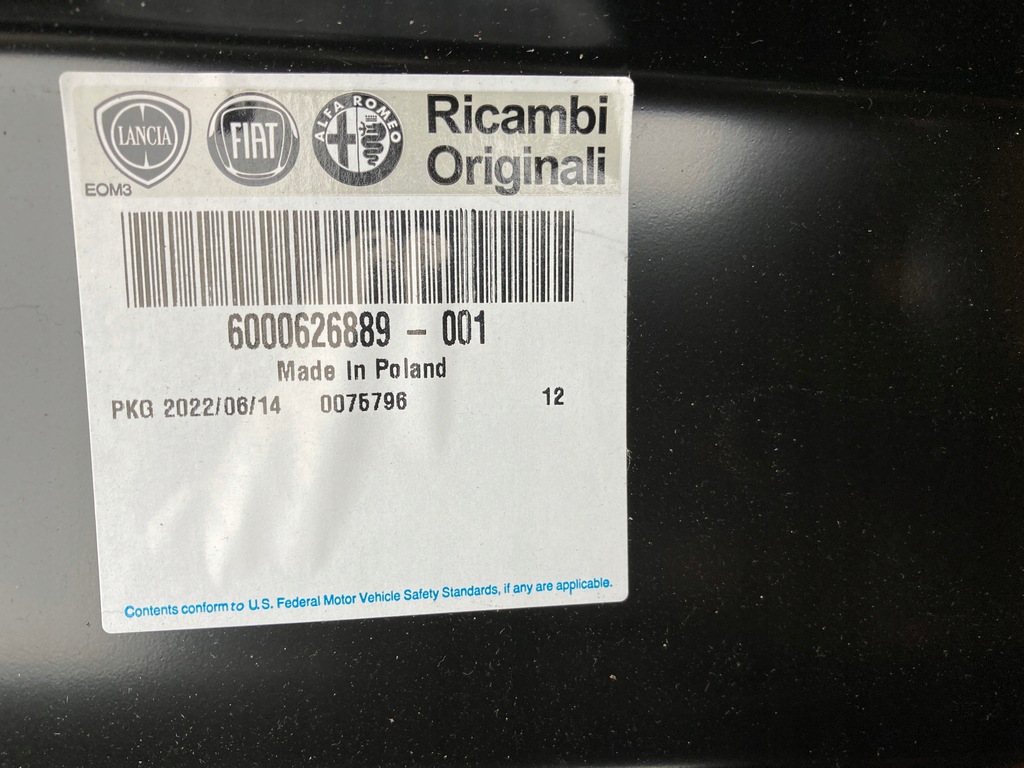 LANCIA FIAT ALFA ROMEO Ricambi
Originali
EOM3
6000626889 - 001
Made In Poland
PKG 2022/06/14 0075796 12
Contents conform to U.S. Federal Motor Vehicle Safety Standards, if any are applicable.